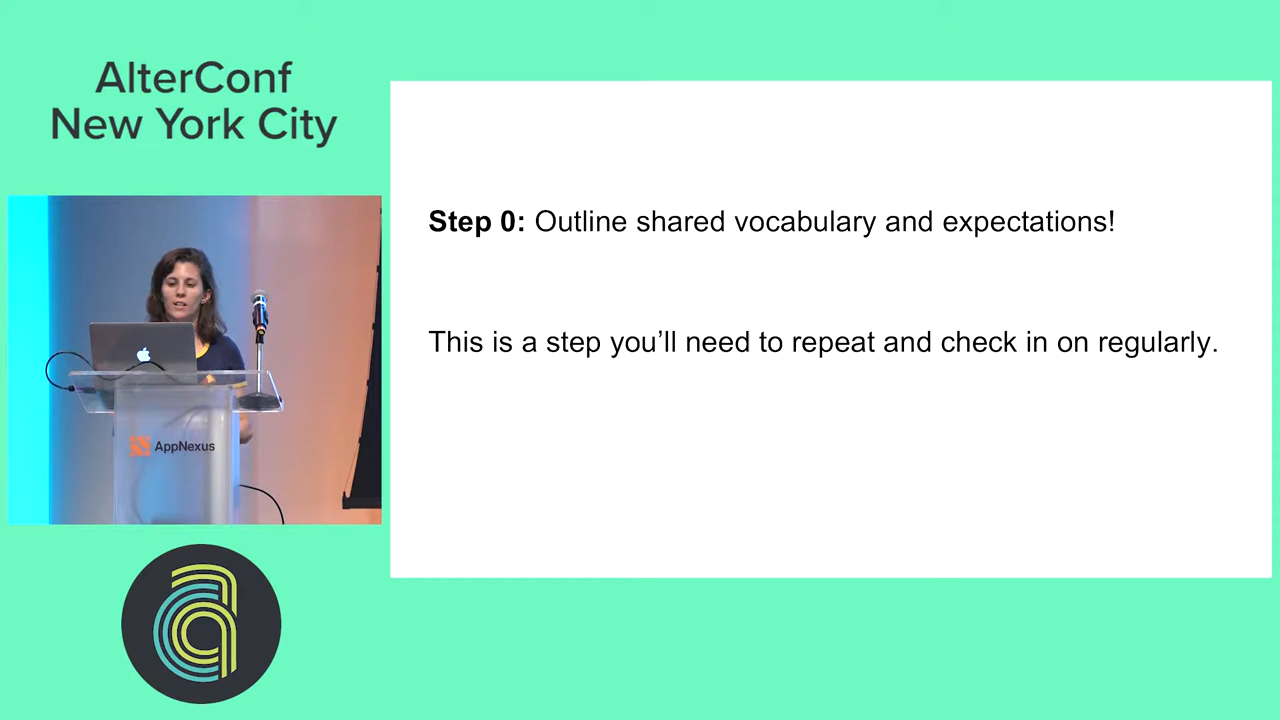 AlterConf
New York City
Step 0: Outline shared vocabulary and expectations!
This is a step you’ll need to repeat and check in on regularly.
AppNexus